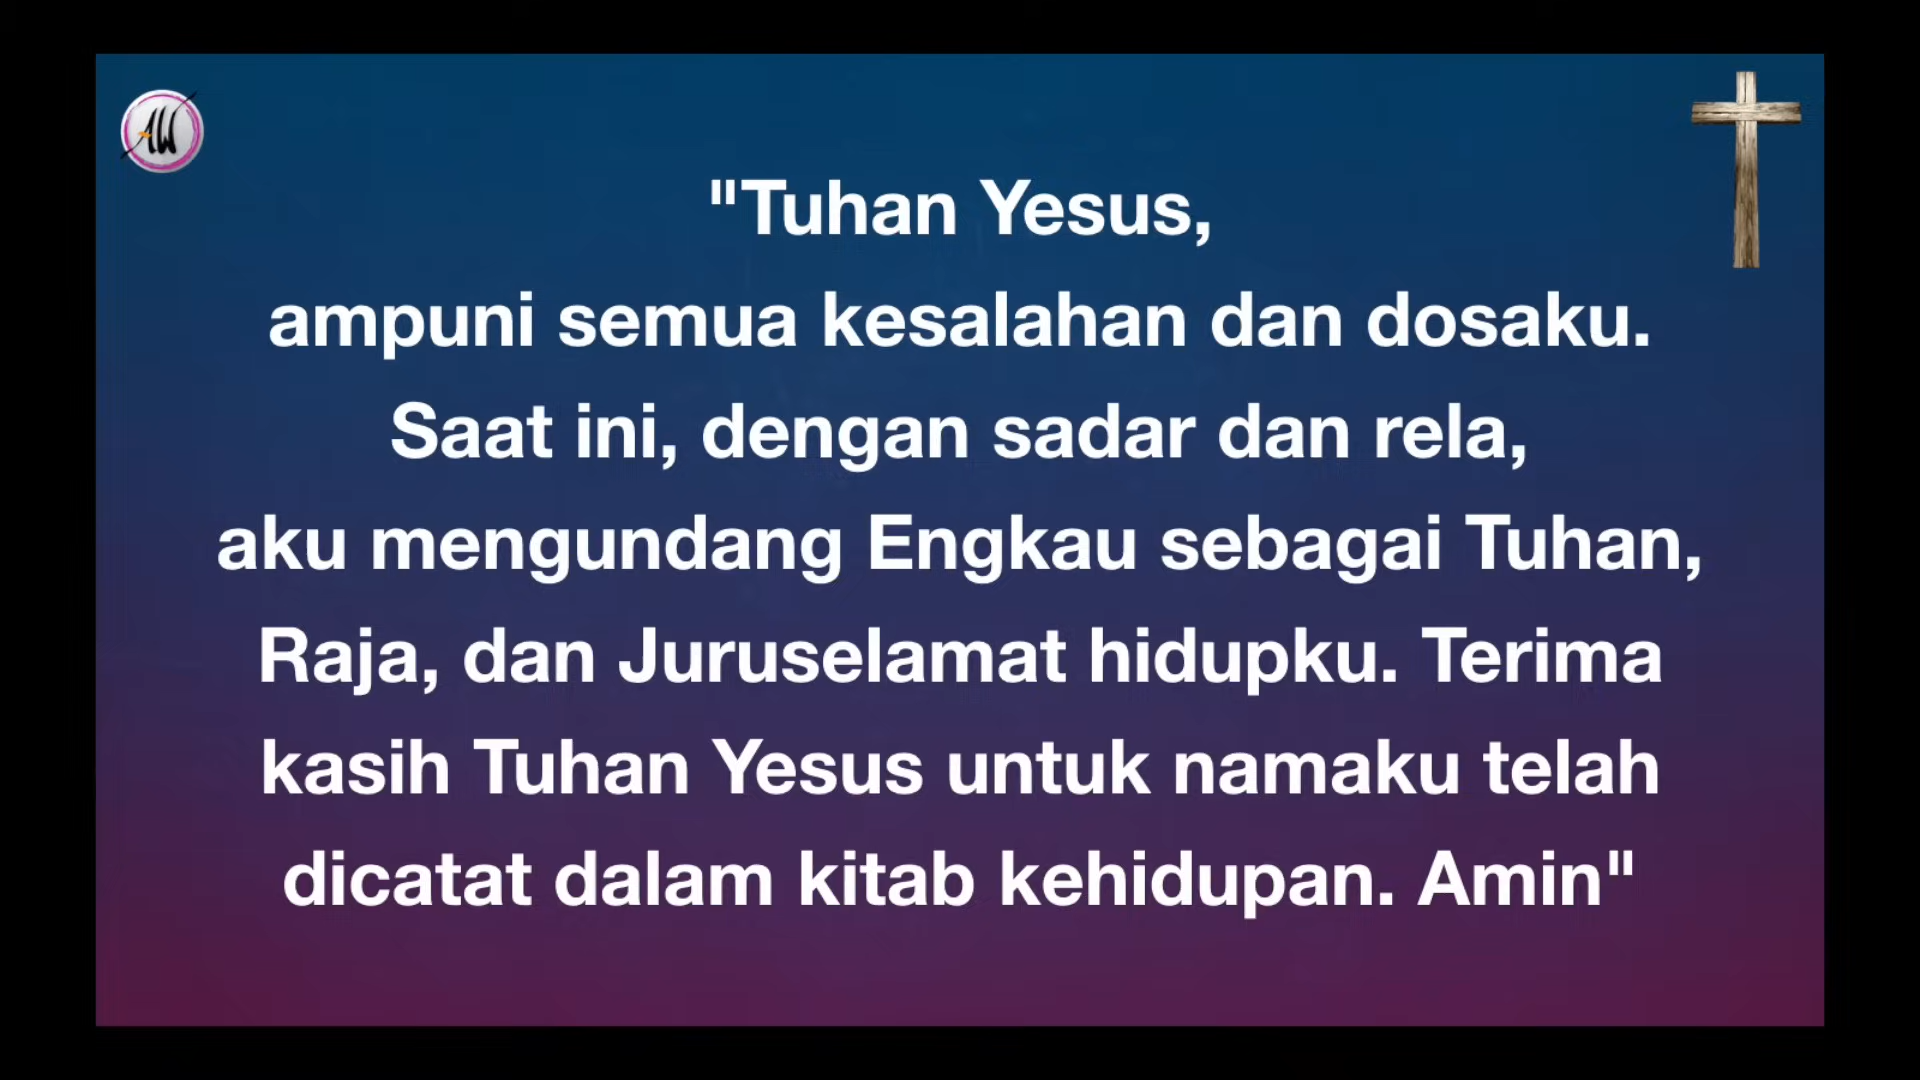 AW
"Tuhan Yesus,
ampuni semua kesalahan dan dosaku.
Saat ini, dengan sadar dan rela,
aku mengundang Engkau sebagai Tuhan,
Raja, dan Juruselamat hidupku. Terima
kasih Tuhan Yesus untuk namaku telah
dicatat dalam kitab kehidupan. Amin"